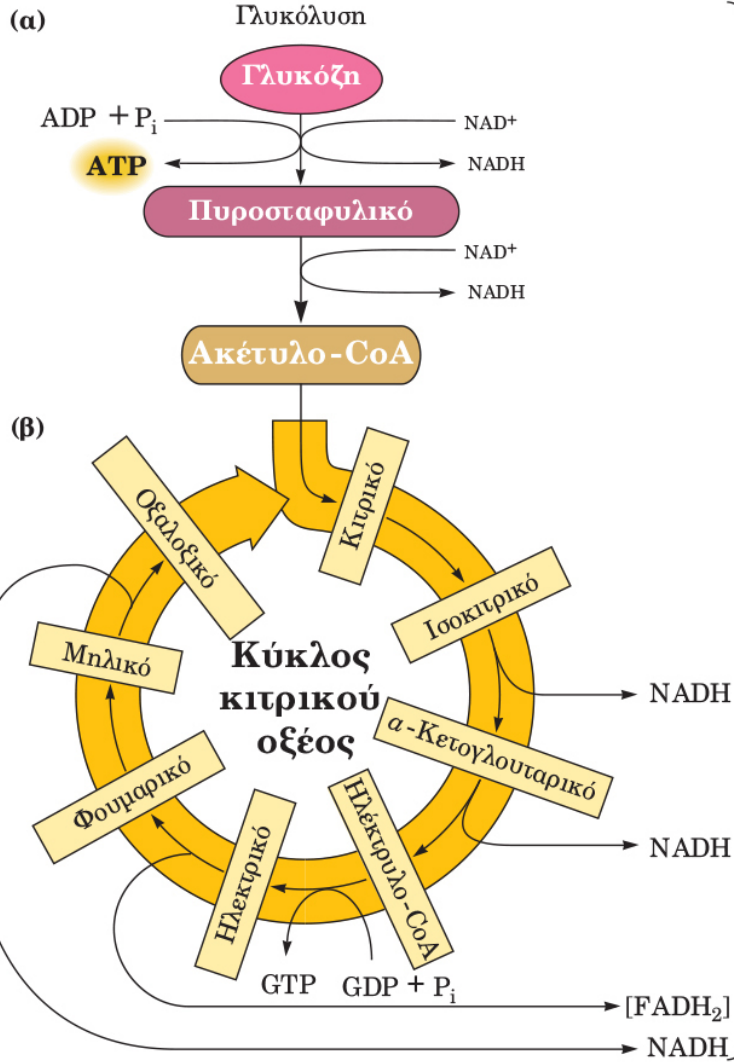 (α)
Γλυκόλυση
Γλυκόζη
ADP + Pi
NAD+
ATP
NADH
Πυροσταφυλικό
NAD+
NADH
Ακέτυλο-CoA
(β)
Κιτρικό
Οξαλοξικό
Ισοκιτρικό
Μηλικό
Κύκλος
κιτρικού
οξέος
NADH
α-Κετογλουταρικό
Φουμαρικό
Ηλέκτρυλο-CoA
Ηλεκτρικό
NADH
GTP
GDP + Pi
[FADH2]
NADH